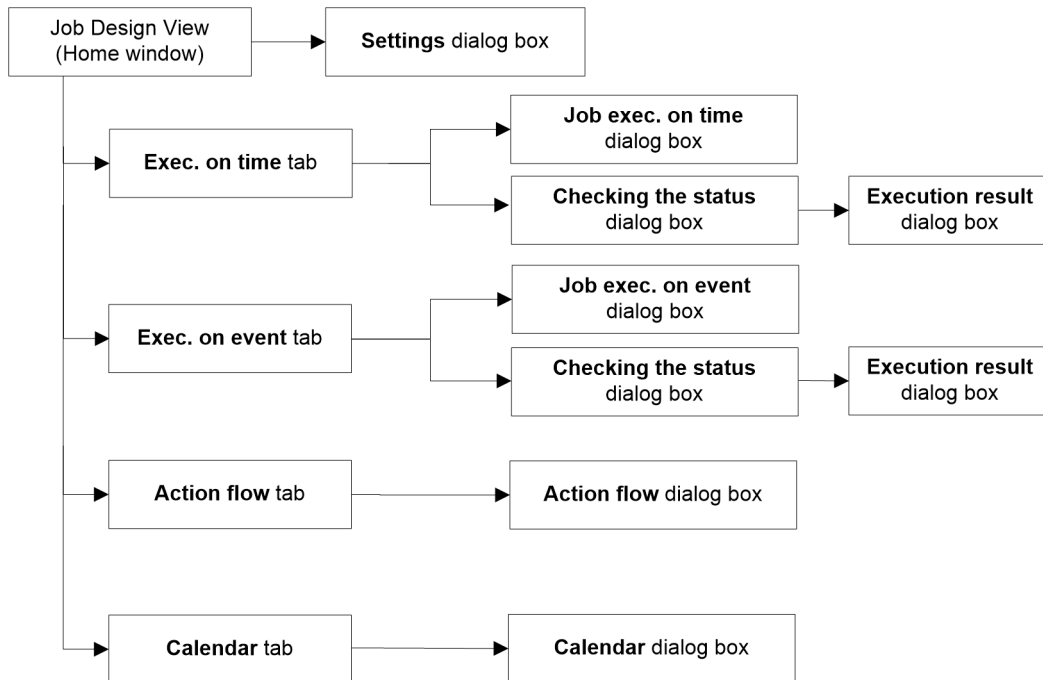 Job Design View
(Home window)
Settings dialog box
Exec. on time tab
Job exec. on time
dialog box
Checking the status
dialog box
Execution result
dialog box
Exec. on event tab
Job exec. on event
dialog box
Checking the status
dialog box
Execution result
dialog box
Action flow tab
Action flow dialog box
Calendar tab
Calendar dialog box